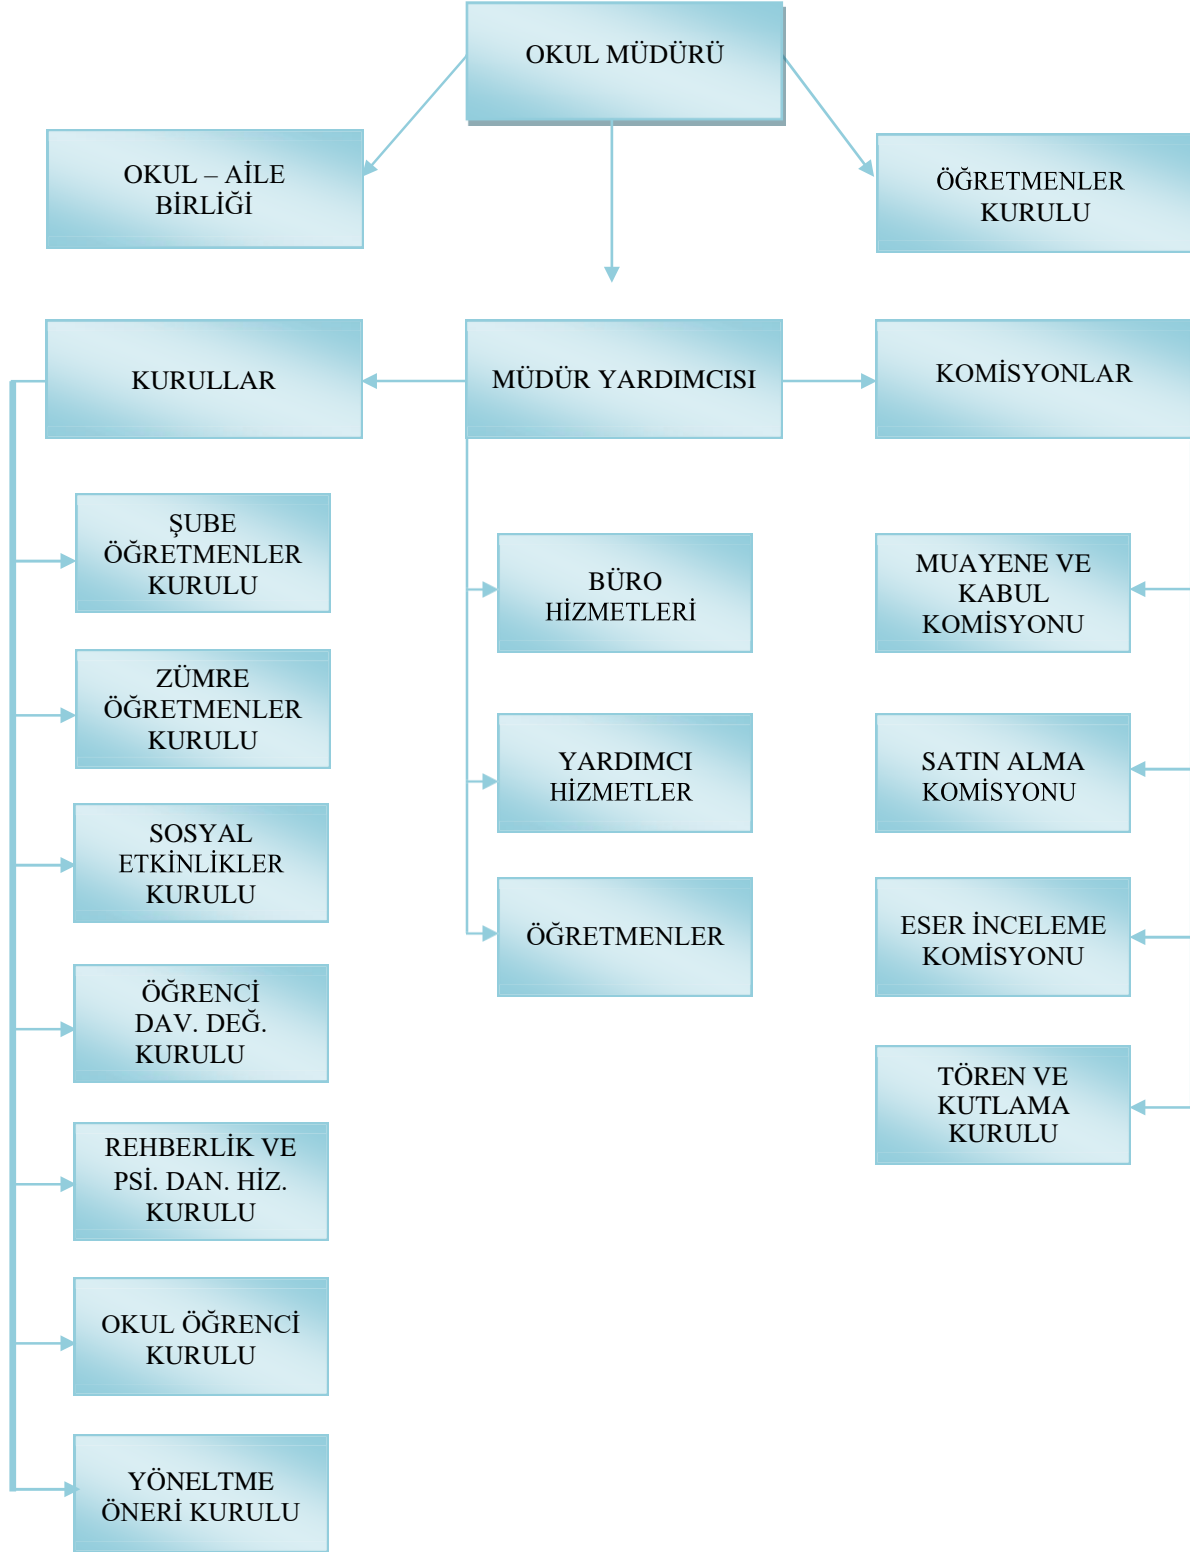 OKUL MÜDÜRÜ
OKUL – AİLE
BİRLİĞİ
ÖĞRETMENLER
KURULU
KURULLAR
MÜDÜR YARDIMCISI
KOMİSYONLAR
ŞUBE
ÖĞRETMENLER
KURULU
ZÜMRE
ÖĞRETMENLER
KURULU
SOSYAL
ETKİNLİKLER
KURULU
ÖĞRENCİ
DAV. DEĞ.
KURULU
REHBERLİK VE
PSİ. DAN. HİZ.
KURULU
OKUL ÖĞRENCİ
KURULU
YÖNELTME
ÖNERİ KURULU
BÜRO
HİZMETLERİ
YARDIMCI
HİZMETLER
ÖĞRETMENLER
MUAYENE VE
KABUL
KOMİSYONU
SATIN ALMA
KOMİSYONU
ESER İNCELEME
KOMİSYONU
TÖREN VE
KUTLAMA
KURULU